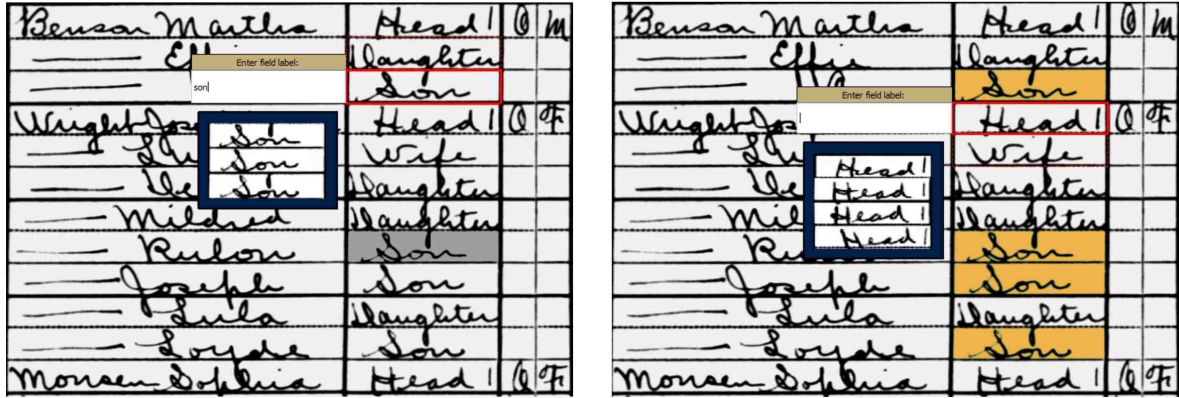 Benson Martha Head 1 O M
Daughter
Enter field label:
son
Son
Wright Head 1 O F
Son
Wife
Son
Daughter
Son
Mildred Daughter
Rulon Son
Joseph Son
Lula Daughter
Loyde Son
Monsen Sophia Head 1 O F
Benson Martha Head 1 O M
Effie Daughter
Son
Enter field label:
Wright Head 1 O F
Wife
Head 1
Daughter
Head 1
Daughter
Head 1
Son
Head 1
Joseph Son
Lula Daughter
Loyde Son
Monsen Sophia Head 1 O F